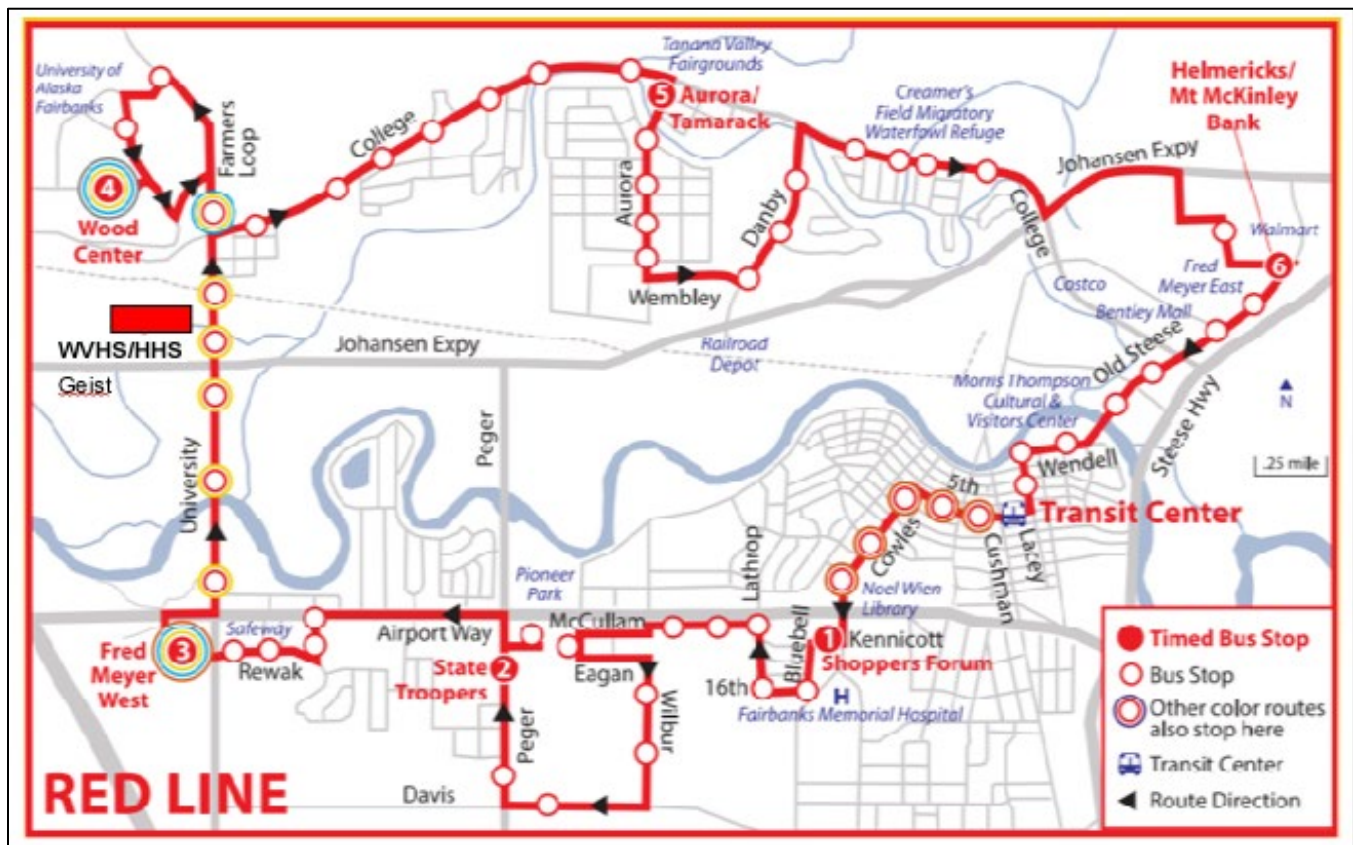 University of
Alaska
Fairbanks
Farmers
Loop
College
Tanana Valley
Fairgrounds
5
Aurora/
Tamarack
Creamer's
Field Migratory
Waterfowl Refuge
Helmericks/
Mt McKinley
Bank
Johansen Expy
4
Wood
Center
Aurora
Danby
College
Walmart
6
Wembley
Costco
Fred
Meyer East
Bentley Mall
WVHS/HHS
Johansen Expy
Railroad
Depot
Old Steese
Geist
Morris Thompson
Cultural &
Visitors Center
Steese Hwy
N
Peger
University
Wendell
.25 mile
5th
Transit Center
Lacey
Cushman
Cowles
Lathrop
Pioneer
Park
Noel Wien
Library
McCullam
Airport Way
Safeway
3
Fred
Meyer
West
Rewak
State
Troopers
2
Eagan
Bluebell
1
Kennicott
Shoppers Forum
16th
H
Fairbanks Memorial Hospital
Wilbur
Peger
Davis
RED LINE
Timed Bus Stop
Bus Stop
Other color routes
also stop here
Transit Center
Route Direction